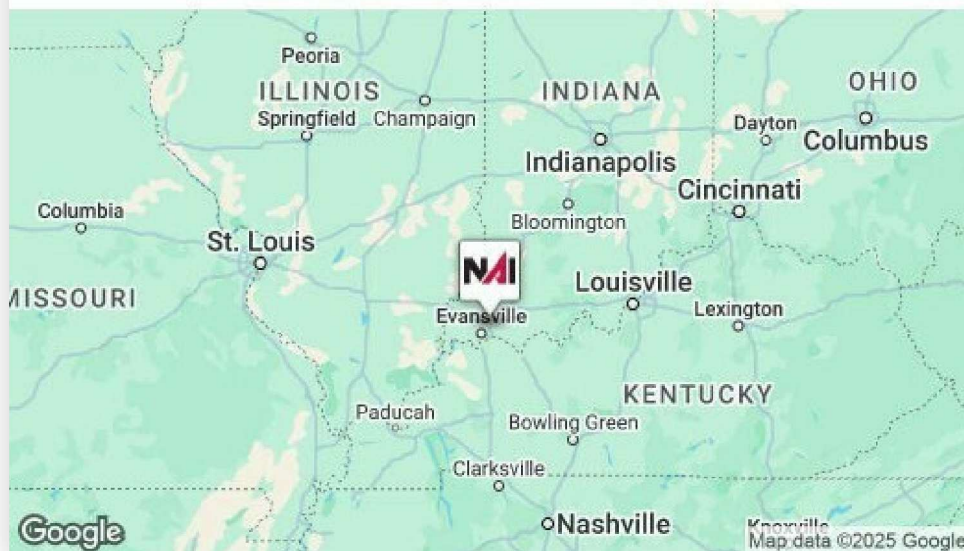 Peoria
ILLINOIS
INDIANA
OHIO
Springfield
Champaign
Dayton
Columbus
Indianapolis
Cincinnati
Columbia
Bloomington
St. Louis
NAI
MISSOURI
Louisville
Lexington
Evansville
KENTUCKY
Paducah
Bowling Green
Clarksville
Nashville
Knoxville
Google
Map data ©2025 Google